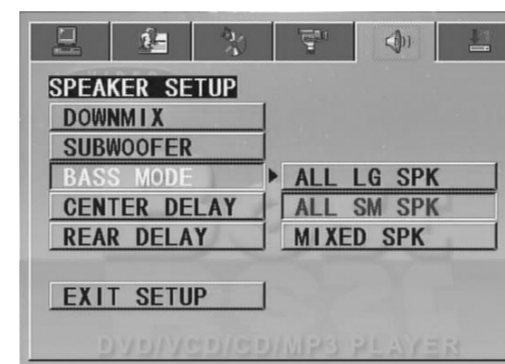 SPEAKER SETUP
DOWNMIX
SUBWOOFER
BASS MODE
ALL LG SPK
CENTER DELAY
ALL SM SPK
REAR DELAY
MIXED SPK
EXIT SETUP
DVD/VCD/CD/MP3 PLAYER